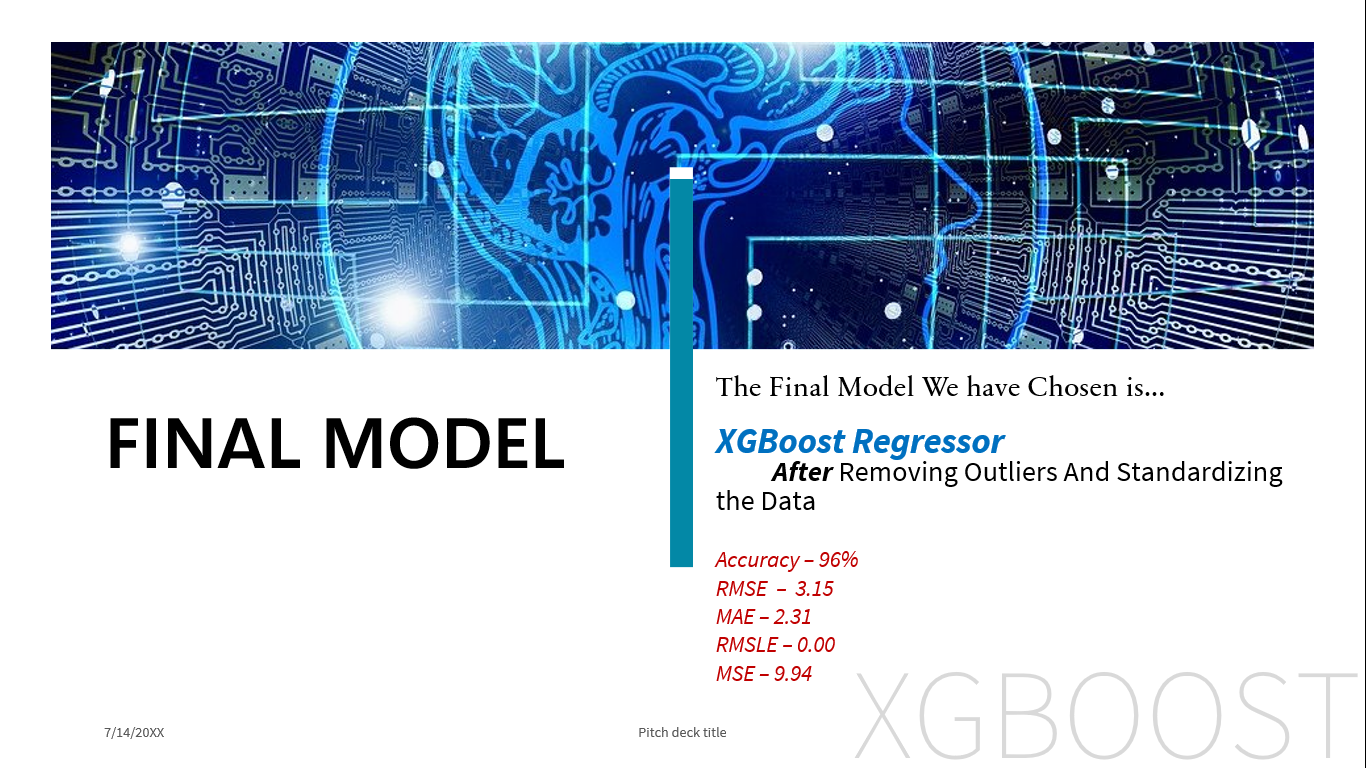 The Final Model We have Chosen is...
FINAL MODEL
XGBoost Regressor
After Removing Outliers And Standardizing
the Data
Accuracy – 96%
RMSE – 3.15
MAE – 2.31
RMSLE – 0.00
MSE – 9.94
XGBOOST
7/14/20XX
Pitch deck title